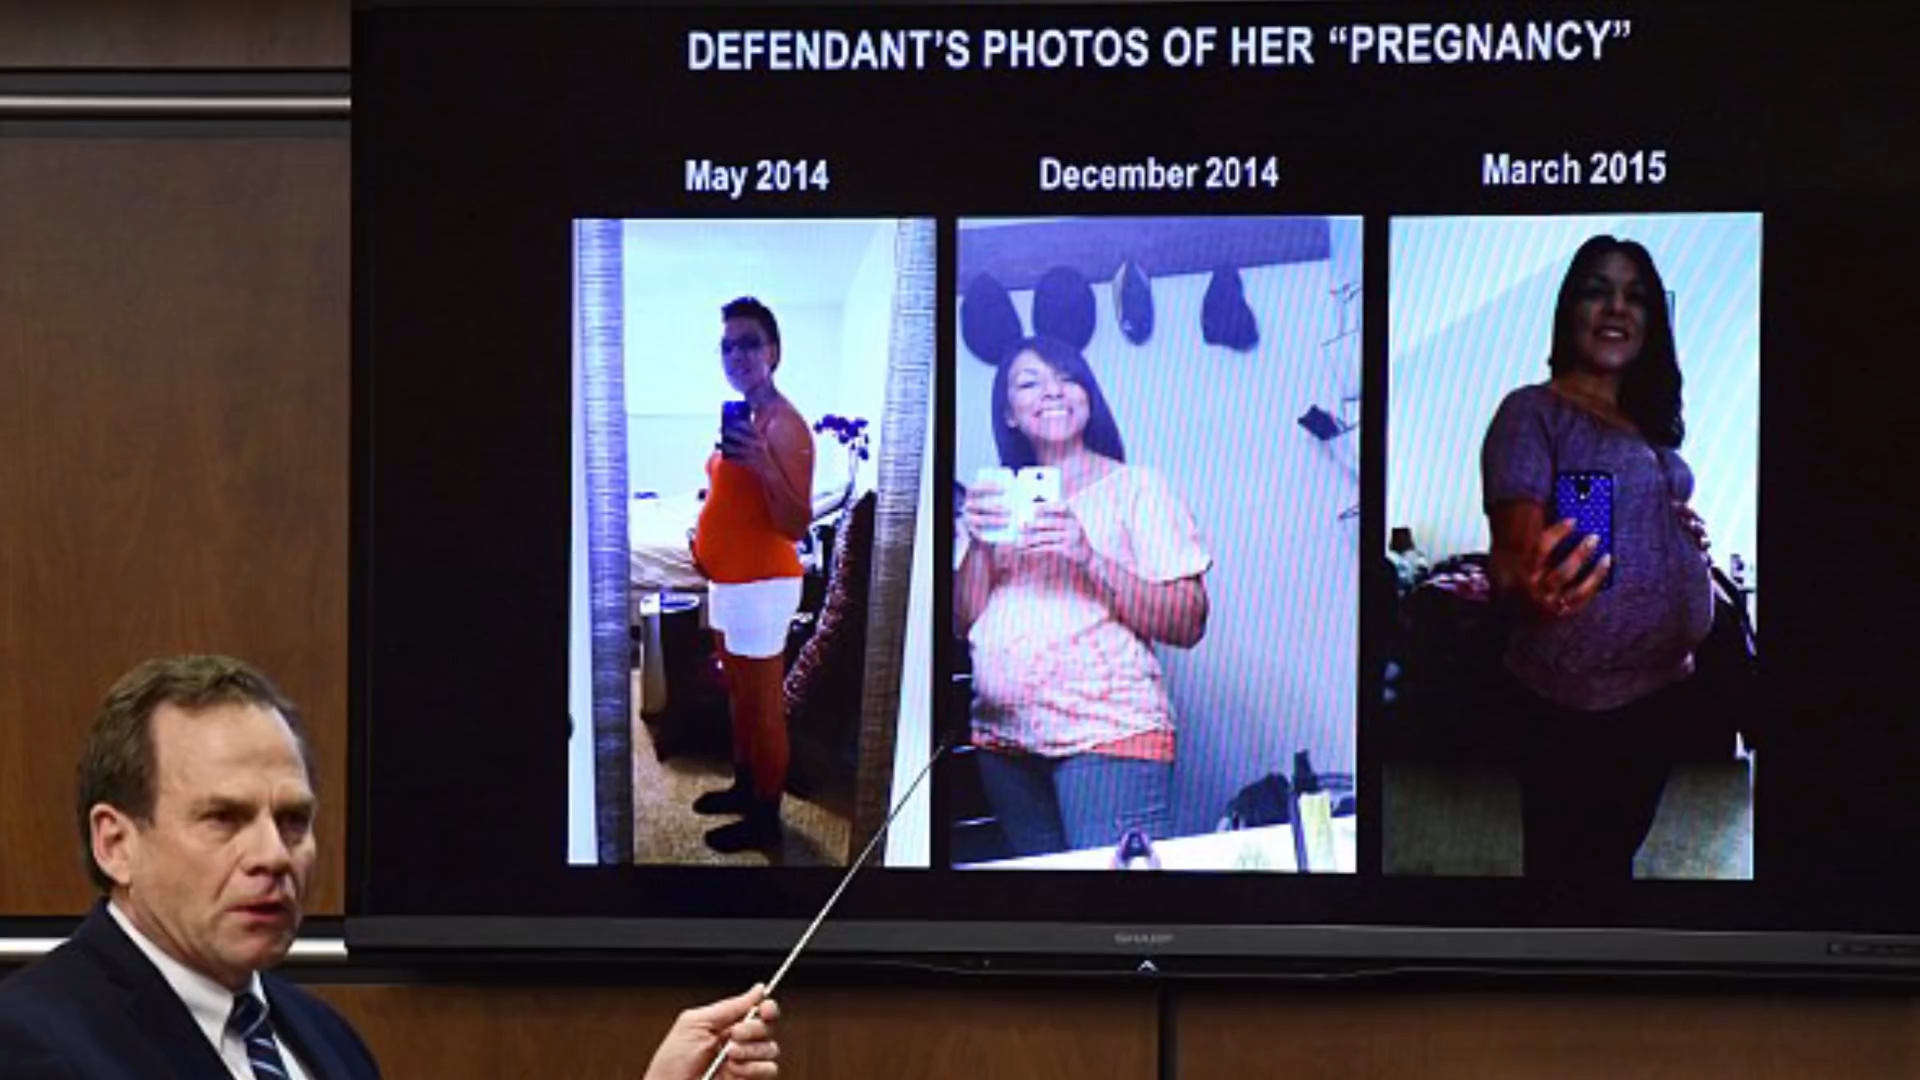 DEFENDANT'S PHOTOS OF HER “PREGNANCY”
May 2014
December 2014
March 2015
SHARP